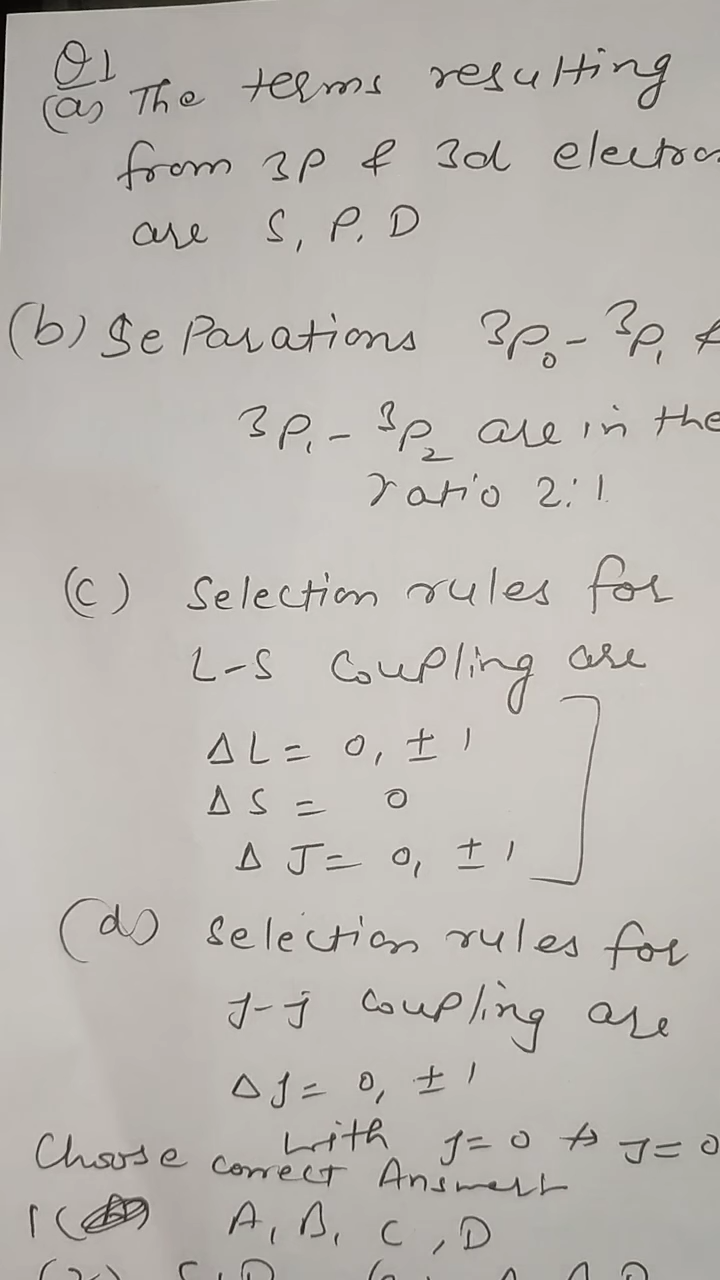 Q1
(a) The terms resulting
from 3P & 3d electro
are S, P, D
(b) Separations ³P₀ - ³P₁ &
³P₁ - ³P₂ are in the
ratio 2:1
(c) Selection rules for
L-S Coupling are
ΔL = 0, ±1
ΔS = 0
ΔJ = 0, ±1
(d) Selection rules for
J-j Coupling are
ΔJ = 0, ±1
with J=0 ↛ J=0
Choose correct Answer
1( A, B, C, D